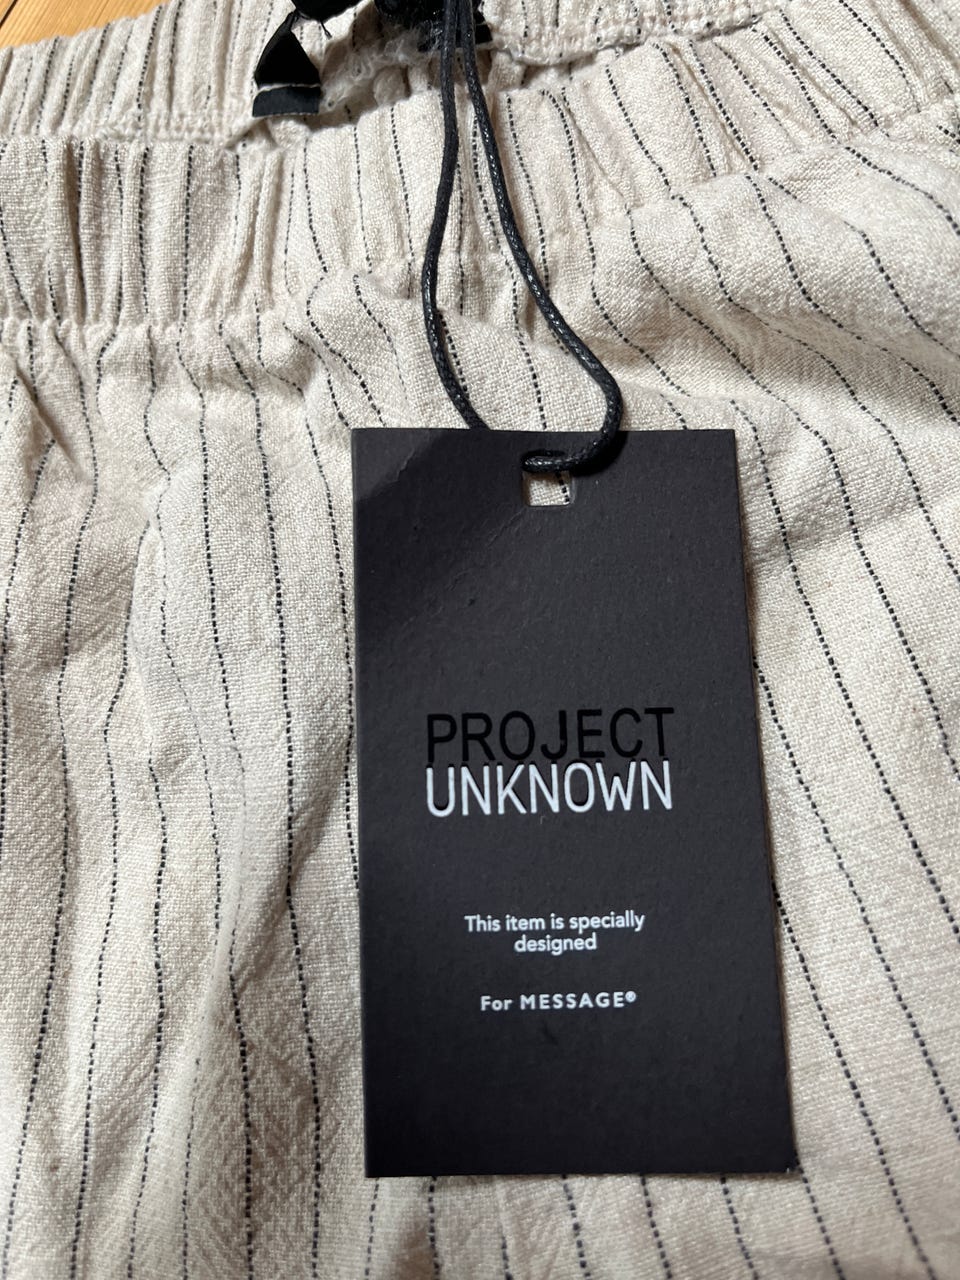 PROJECT
UNKNOWN
This item is specially
designed
For MESSAGE®